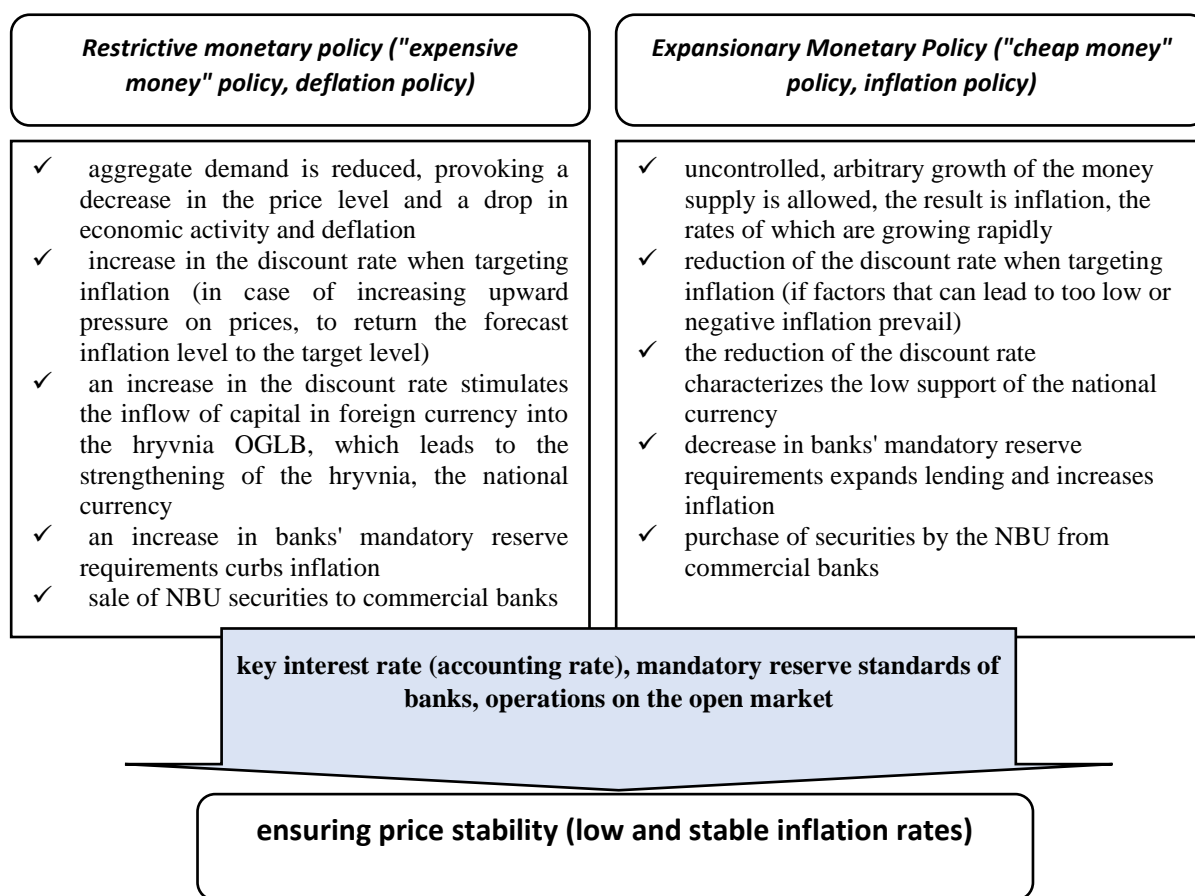 Restrictive monetary policy ("expensive
money" policy, deflation policy)
Expansionary Monetary Policy ("cheap money"
policy, inflation policy)
✓ aggregate demand is reduced, provoking a
decrease in the price level and a drop in
economic activity and deflation
✓ increase in the discount rate when targeting
inflation (in case of increasing upward
pressure on prices, to return the forecast
inflation level to the target level)
✓ an increase in the discount rate stimulates
the inflow of capital in foreign currency into
the hryvnia OGLB, which leads to the
strengthening of the hryvnia, the national
currency
✓ an increase in banks' mandatory reserve
requirements curbs inflation
✓ sale of NBU securities to commercial banks
✓ uncontrolled, arbitrary growth of the money
supply is allowed, the result is inflation, the
rates of which are growing rapidly
✓ reduction of the discount rate when targeting
inflation (if factors that can lead to too low or
negative inflation prevail)
✓ the reduction of the discount rate
characterizes the low support of the national
currency
✓ decrease in banks' mandatory reserve
requirements expands lending and increases
inflation
✓ purchase of securities by the NBU from
commercial banks
key interest rate (accounting rate), mandatory reserve standards of
banks, operations on the open market
ensuring price stability (low and stable inflation rates)